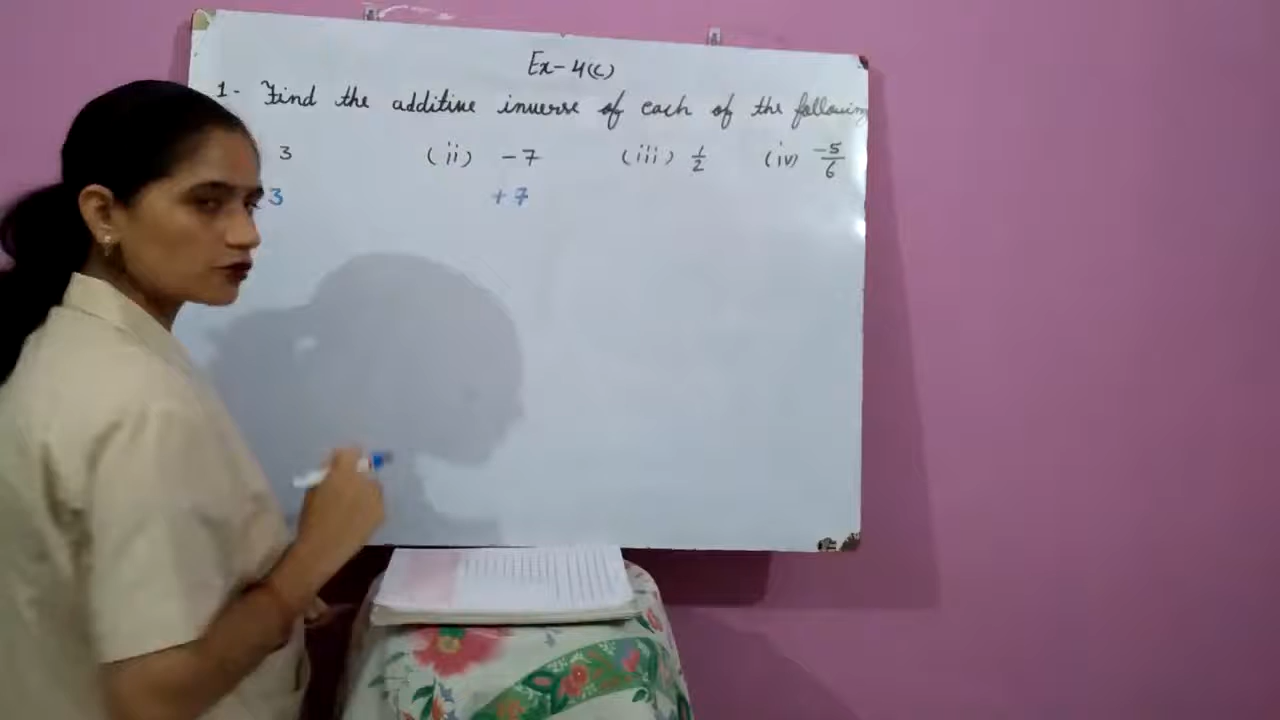 Ex-4(c)
1- Find the additive inverse of each of the following
3 (ii) -7 (iii) 1/2 (iv) -5/6
3 +7